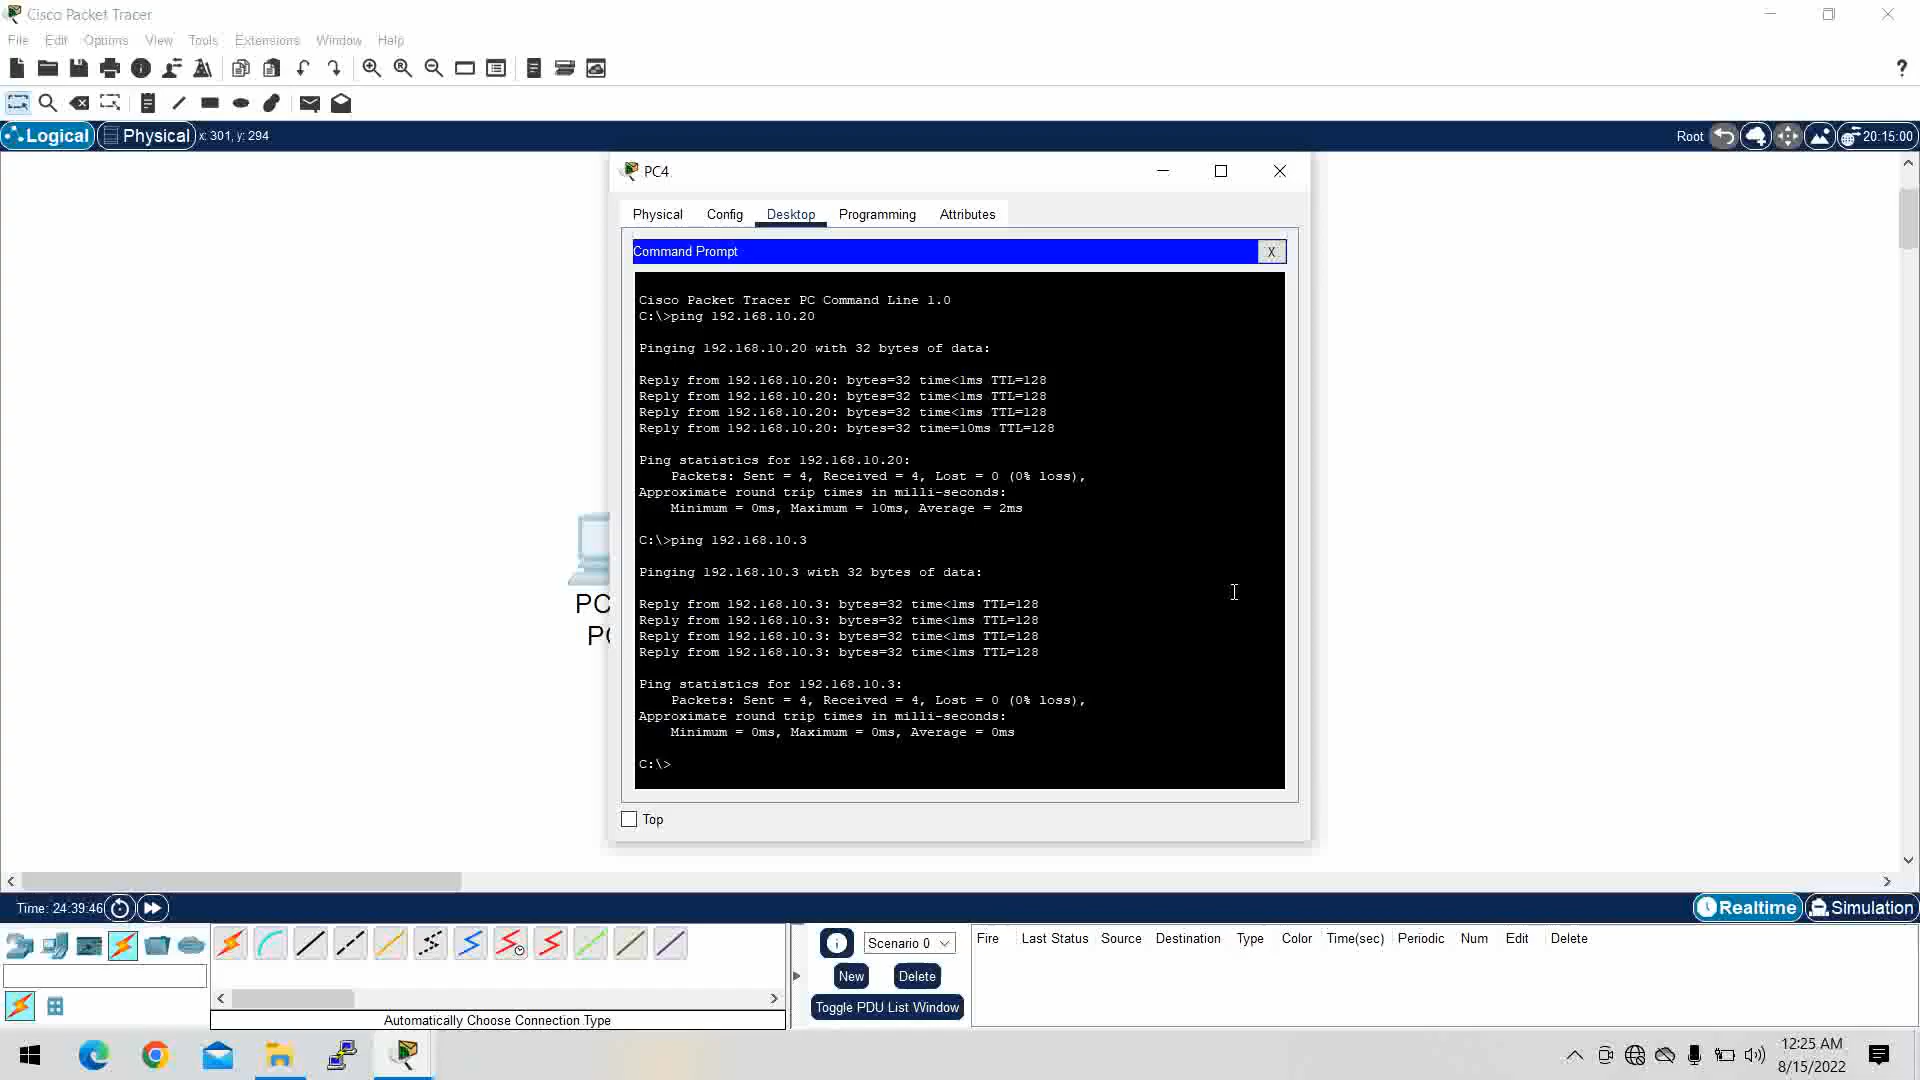 Cisco Packet Tracer
File Edit Options View Tools Extensions Window Help
?
Logical Physical x: 301, y: 294 Root 20:15:00
PC4
Physical Config Desktop Programming Attributes
Command Prompt X
Cisco Packet Tracer PC Command Line 1.0
C:\>ping 192.168.10.20
Pinging 192.168.10.20 with 32 bytes of data:
Reply from 192.168.10.20: bytes=32 time<1ms TTL=128
Reply from 192.168.10.20: bytes=32 time<1ms TTL=128
Reply from 192.168.10.20: bytes=32 time<1ms TTL=128
Reply from 192.168.10.20: bytes=32 time=10ms TTL=128
Ping statistics for 192.168.10.20:
Packets: Sent = 4, Received = 4, Lost = 0 (0% loss),
Approximate round trip times in milli-seconds:
Minimum = 0ms, Maximum = 10ms, Average = 2ms
C:\>ping 192.168.10.3
Pinging 192.168.10.3 with 32 bytes of data:
Reply from 192.168.10.3: bytes=32 time<1ms TTL=128
Reply from 192.168.10.3: bytes=32 time<1ms TTL=128
Reply from 192.168.10.3: bytes=32 time<1ms TTL=128
Reply from 192.168.10.3: bytes=32 time<1ms TTL=128
Ping statistics for 192.168.10.3:
Packets: Sent = 4, Received = 4, Lost = 0 (0% loss),
Approximate round trip times in milli-seconds:
Minimum = 0ms, Maximum = 0ms, Average = 0ms
C:\>
Top
PC
PC
Time: 24:39:46 Realtime Simulation
Scenario 0
New Delete
Toggle PDU List Window
Fire Last Status Source Destination Type Color Time(sec) Periodic Num Edit Delete
Automatically Choose Connection Type
12:25 AM
8/15/2022